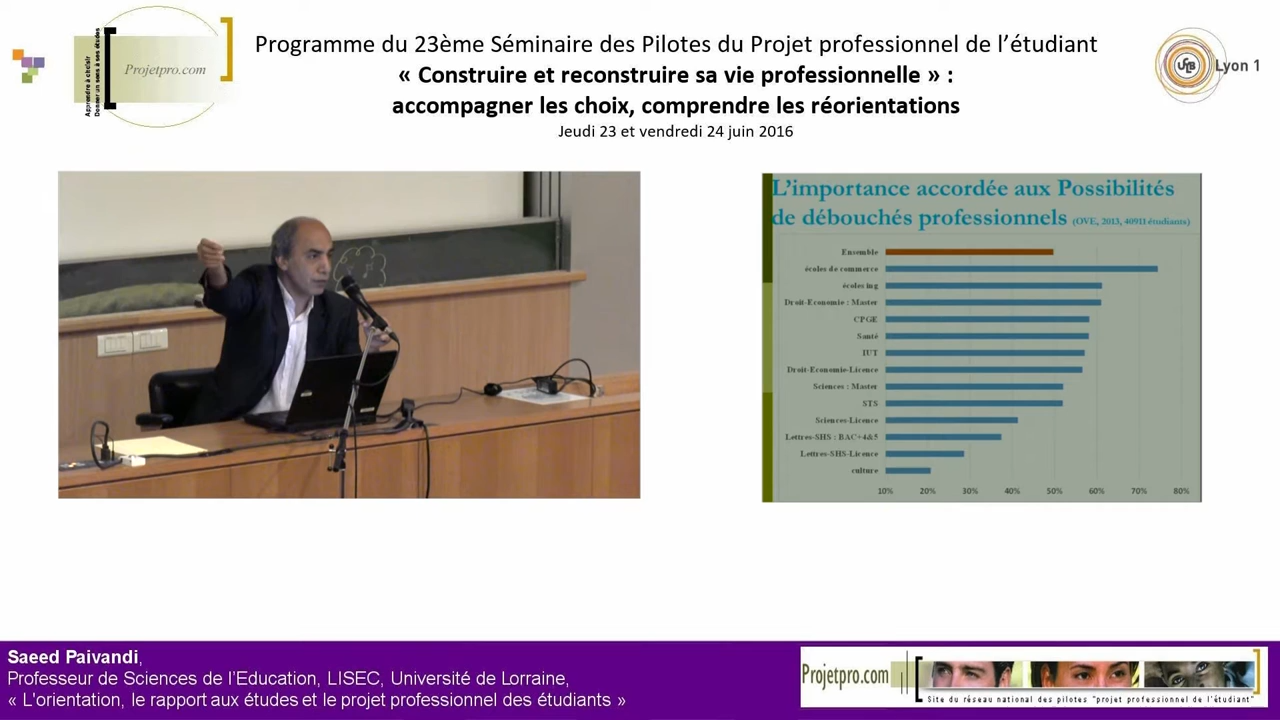 Apprendre à choisir
Donner un sens à ses études
Projetpro.com
Programme du 23ème Séminaire des Pilotes du Projet professionnel de l'étudiant
« Construire et reconstruire sa vie professionnelle » :
accompagner les choix, comprendre les réorientations
Jeudi 23 et vendredi 24 juin 2016
Lyon 1
L'importance accordée aux Possibilités
de débouchés professionnels (OVE, 2013, 40911 étudiants)
Ensemble
écoles de commerce
écoles ing
Droit-Economie : Master
CPGE
Santé
IUT
Droit-Economie-Licence
Sciences : Master
STS
Sciences-Licence
Lettres-SHS : BAC+4&5
Lettres-SHS-Licence
culture
10% 20% 30% 40% 50% 60% 70% 80%
Saeed Paivandi,
Professeur de Sciences de l'Education, LISEC, Université de Lorraine,
« L'orientation, le rapport aux études et le projet professionnel des étudiants »
Projetpro.com
Site du réseau national des pilotes "projet professionnel de l'étudiant"